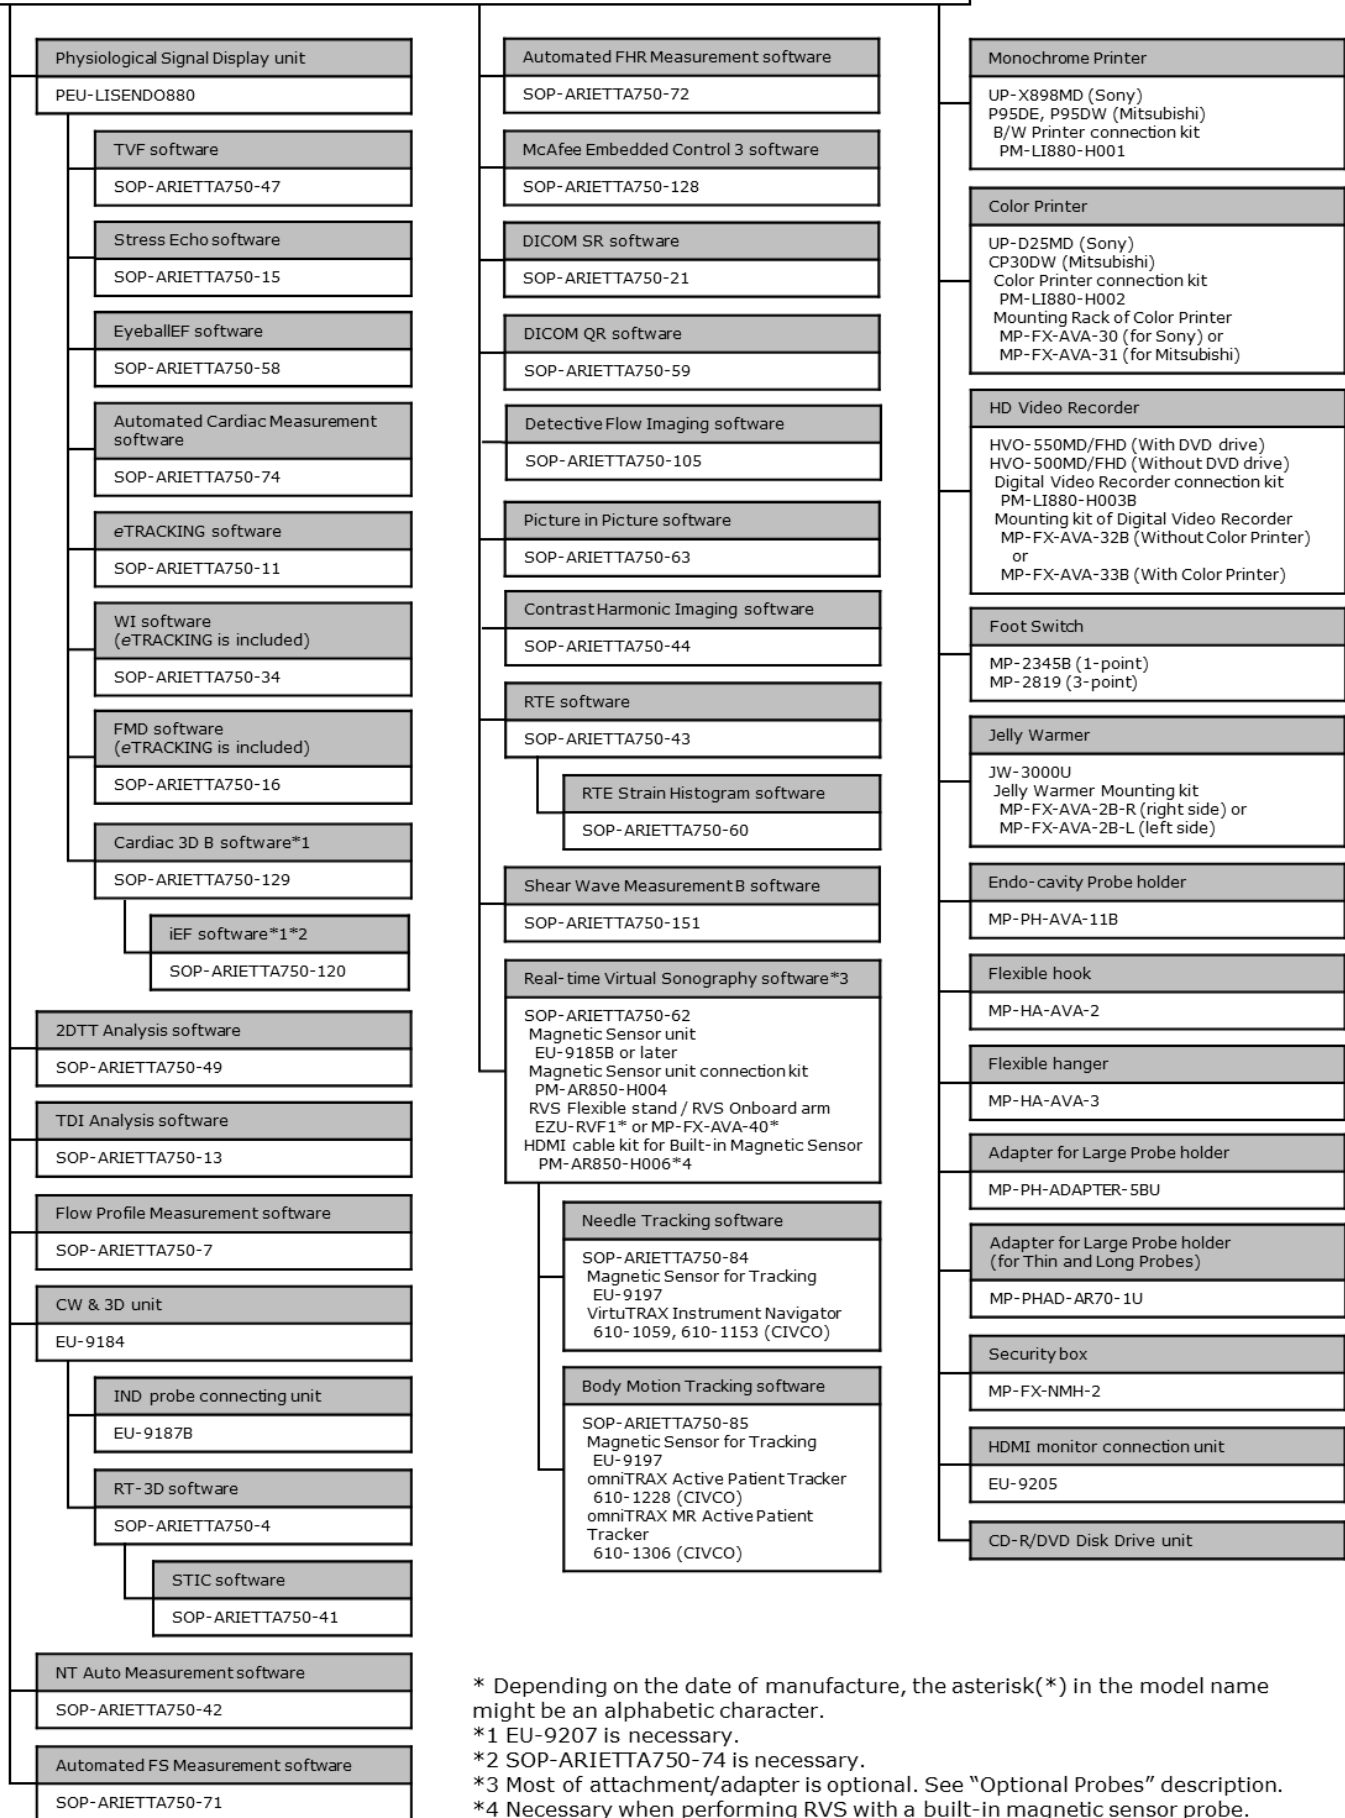 Physiological Signal Display unit
PEU-LISENDO880
TVF software
SOP-ARIETTA750-47
Stress Echo software
SOP-ARIETTA750-15
EyeballEF software
SOP-ARIETTA750-58
Automated Cardiac Measurement
software
SOP-ARIETTA750-74
eTRACKING software
SOP-ARIETTA750-11
WI software
(eTRACKING is included)
SOP-ARIETTA750-34
FMD software
(eTRACKING is included)
SOP-ARIETTA750-16
Cardiac 3D B software*1
SOP-ARIETTA750-129
iEF software*1*2
SOP-ARIETTA750-120
2DTT Analysis software
SOP-ARIETTA750-49
TDI Analysis software
SOP-ARIETTA750-13
Flow Profile Measurement software
SOP-ARIETTA750-7
CW & 3D unit
EU-9184
IND probe connecting unit
EU-9187B
RT-3D software
SOP-ARIETTA750-4
STIC software
SOP-ARIETTA750-41
NT Auto Measurement software
SOP-ARIETTA750-42
Automated FS Measurement software
SOP-ARIETTA750-71
Automated FHR Measurement software
SOP-ARIETTA750-72
McAfee Embedded Control 3 software
SOP-ARIETTA750-128
DICOM SR software
SOP-ARIETTA750-21
DICOM QR software
SOP-ARIETTA750-59
Detective Flow Imaging software
SOP-ARIETTA750-105
Picture in Picture software
SOP-ARIETTA750-63
Contrast Harmonic Imaging software
SOP-ARIETTA750-44
RTE software
SOP-ARIETTA750-43
RTE Strain Histogram software
SOP-ARIETTA750-60
Shear Wave Measurement B software
SOP-ARIETTA750-151
Real-time Virtual Sonography software*3
SOP-ARIETTA750-62
Magnetic Sensor unit
EU-9185B or later
Magnetic Sensor unit connection kit
PM-AR850-H004
RVS Flexible stand / RVS Onboard arm
EZU-RVF1* or MP-FX-AVA-40*
HDMI cable kit for Built-in Magnetic Sensor
PM-AR850-H006*4
Needle Tracking software
SOP-ARIETTA750-84
Magnetic Sensor for Tracking
EU-9197
VirtuTRAX Instrument Navigator
610-1059, 610-1153 (CIVCO)
Body Motion Tracking software
SOP-ARIETTA750-85
Magnetic Sensor for Tracking
EU-9197
omniTRAX Active Patient Tracker
610-1228 (CIVCO)
omniTRAX MR Active Patient
Tracker
610-1306 (CIVCO)
Monochrome Printer
UP-X898MD (Sony)
P95DE, P95DW (Mitsubishi)
B/W Printer connection kit
PM-LI880-H001
Color Printer
UP-D25MD (Sony)
CP30DW (Mitsubishi)
Color Printer connection kit
PM-LI880-H002
Mounting Rack of Color Printer
MP-FX-AVA-30 (for Sony) or
MP-FX-AVA-31 (for Mitsubishi)
HD Video Recorder
HVO-550MD/FHD (With DVD drive)
HVO-500MD/FHD (Without DVD drive)
Digital Video Recorder connection kit
PM-LI880-H003B
Mounting kit of Digital Video Recorder
MP-FX-AVA-32B (Without Color Printer)
or
MP-FX-AVA-33B (With Color Printer)
Foot Switch
MP-2345B (1-point)
MP-2819 (3-point)
Jelly Warmer
JW-3000U
Jelly Warmer Mounting kit
MP-FX-AVA-2B-R (right side) or
MP-FX-AVA-2B-L (left side)
Endo-cavity Probe holder
MP-PH-AVA-11B
Flexible hook
MP-HA-AVA-2
Flexible hanger
MP-HA-AVA-3
Adapter for Large Probe holder
MP-PH-ADAPTER-5BU
Adapter for Large Probe holder
(for Thin and Long Probes)
MP-PHAD-AR70-1U
Security box
MP-FX-NMH-2
HDMI monitor connection unit
EU-9205
CD-R/DVD Disk Drive unit
* Depending on the date of manufacture, the asterisk(*) in the model name
might be an alphabetic character.
*1 EU-9207 is necessary.
*2 SOP-ARIETTA750-74 is necessary.
*3 Most of attachment/adapter is optional. See “Optional Probes” description.
*4 Necessary when performing RVS with a built-in magnetic sensor probe.